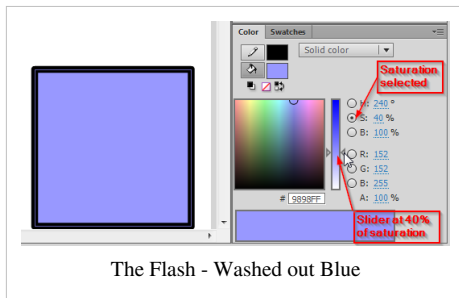 Color Swatches
Solid color
Saturation
selected
H: 240 °
S: 40 %
B: 100 %
R: 152
G: 152
B: 255
# 9898FF
A: 100 %
Slider at 40%
of saturation
The Flash - Washed out Blue